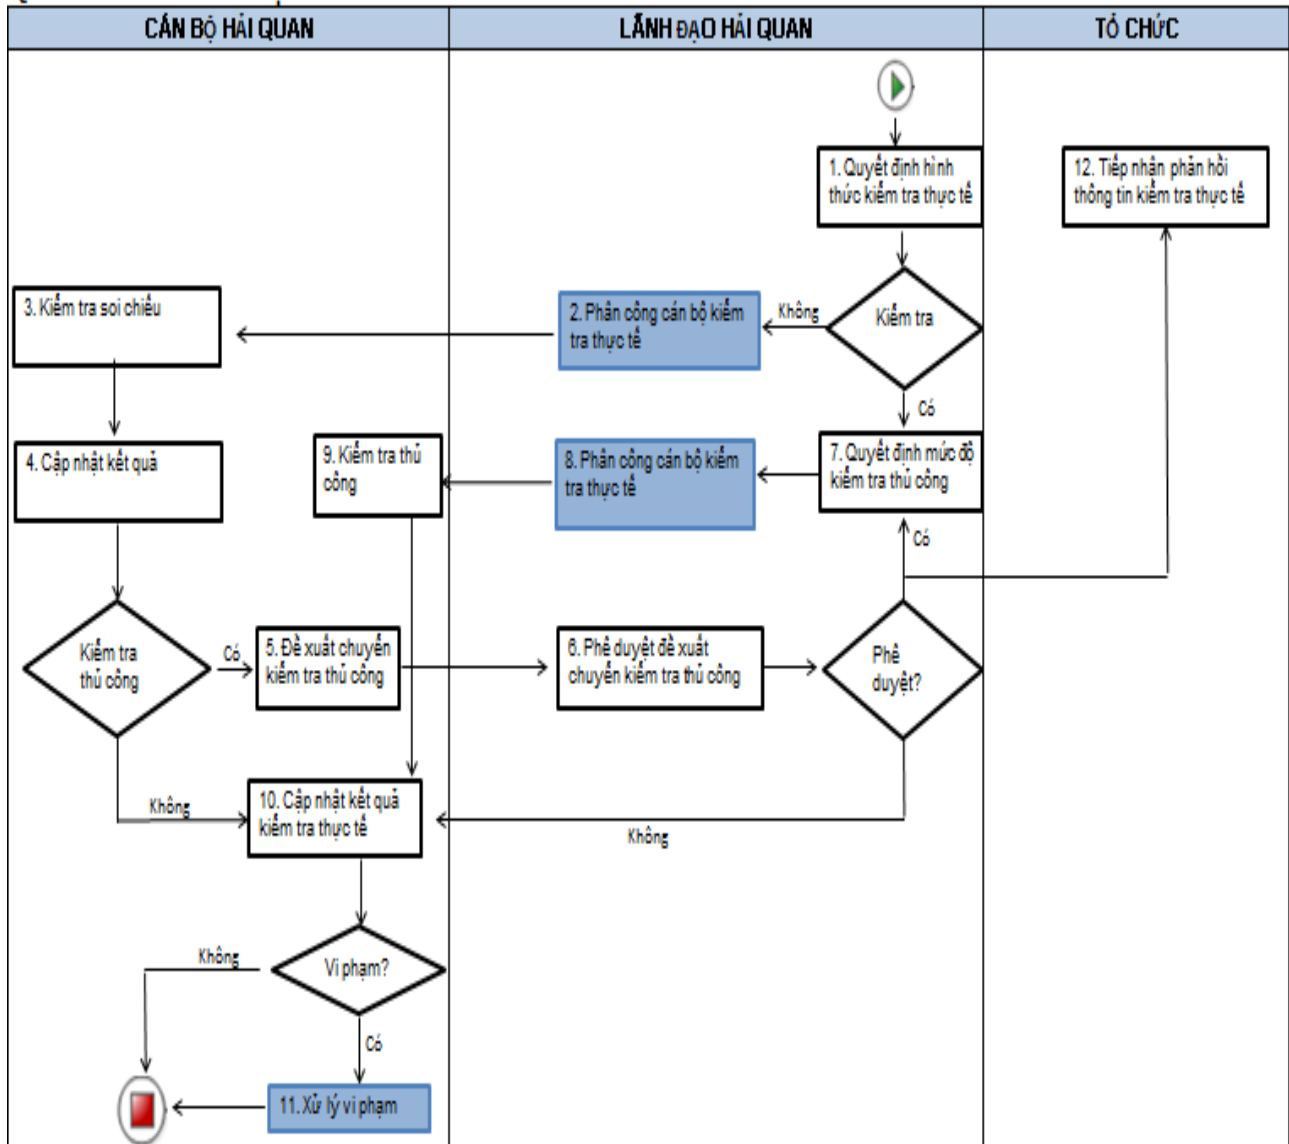 CÁN BỘ HẢI QUAN
LÃNH ĐẠO HẢI QUAN
TỔ CHỨC
1. Quyết định hình
thức kiểm tra thực tế
12. Tiếp nhận phản hồi
thông tin kiểm tra thực tế
3. Kiểm tra soi chiếu
2. Phân công cán bộ kiểm
tra thực tế
Không
Kiểm tra
Có
4. Cập nhật kết quả
9. Kiểm tra thủ
công
8. Phân công cán bộ kiểm
tra thực tế
7. Quyết định mức độ
kiểm tra thủ công
Có
Kiểm tra
thủ công
Có
5. Đề xuất chuyển
kiểm tra thủ công
6. Phê duyệt đề xuất
chuyển kiểm tra thủ công
Phê
duyệt?
Không
10. Cập nhật kết quả
kiểm tra thực tế
Không
Không
Vi phạm?
Có
11. Xử lý vi phạm